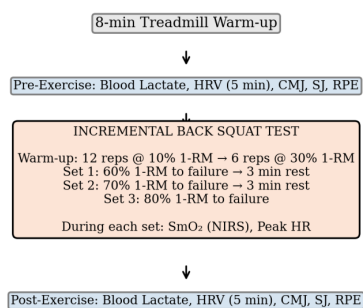 8-min Treadmill Warm-up
Pre-Exercise: Blood Lactate, HRV (5 min), CMJ, SJ, RPE
INCREMENTAL BACK SQUAT TEST
Warm-up: 12 reps @ 10% 1-RM → 6 reps @ 30% 1-RM
Set 1: 60% 1-RM to failure → 3 min rest
Set 2: 70% 1-RM to failure → 3 min rest
Set 3: 80% 1-RM to failure
During each set: SmO₂ (NIRS), Peak HR
Post-Exercise: Blood Lactate, HRV (5 min), CMJ, SJ, RPE